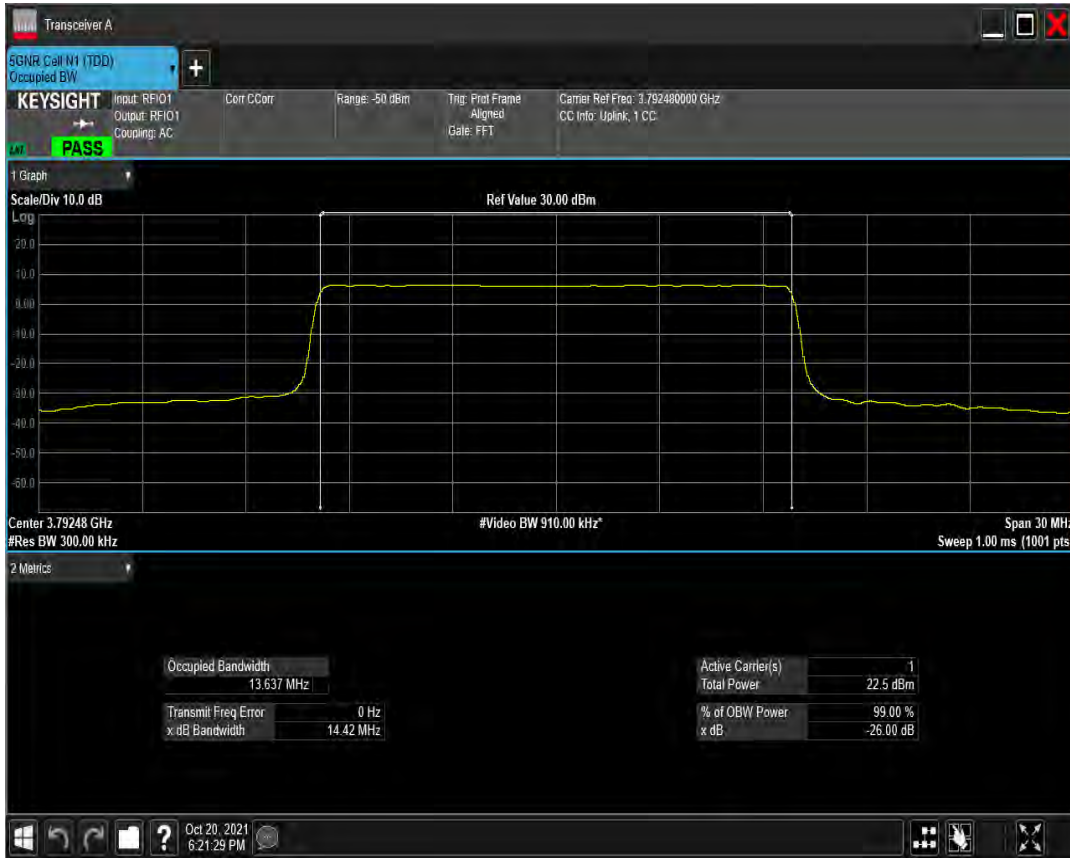 Transceiver A
5GNR Cell N1 (TDD)
Occupied BW
+
KEYSIGHT
Input: RFIO1
Output: RFIO1
Coupling: AC
Corr CCorr
Range: -50 dBm
Trig: Prot Frame
Aligned
Gate: FFT
Carrier Ref Freq: 3.792480000 GHz
CC Info: Uplink, 1 CC
PASS
1 Graph
Scale/Div 10.0 dB
Ref Value 30.00 dBm
Log
20.0
10.0
0.00
-10.0
-20.0
-30.0
-40.0
-50.0
-60.0
Center 3.79248 GHz
#Video BW 910.00 kHz*
Span 30 MHz
#Res BW 300.00 kHz
Sweep 1.00 ms (1001 pts
2 Metrics
Occupied Bandwidth
13.637 MHz
Transmit Freq Error 0 Hz
x dB Bandwidth 14.42 MHz
Active Carrier(s) 1
Total Power 22.5 dBm
% of OBW Power 99.00 %
x dB -26.00 dB
?
Oct 20, 2021
6:21:29 PM